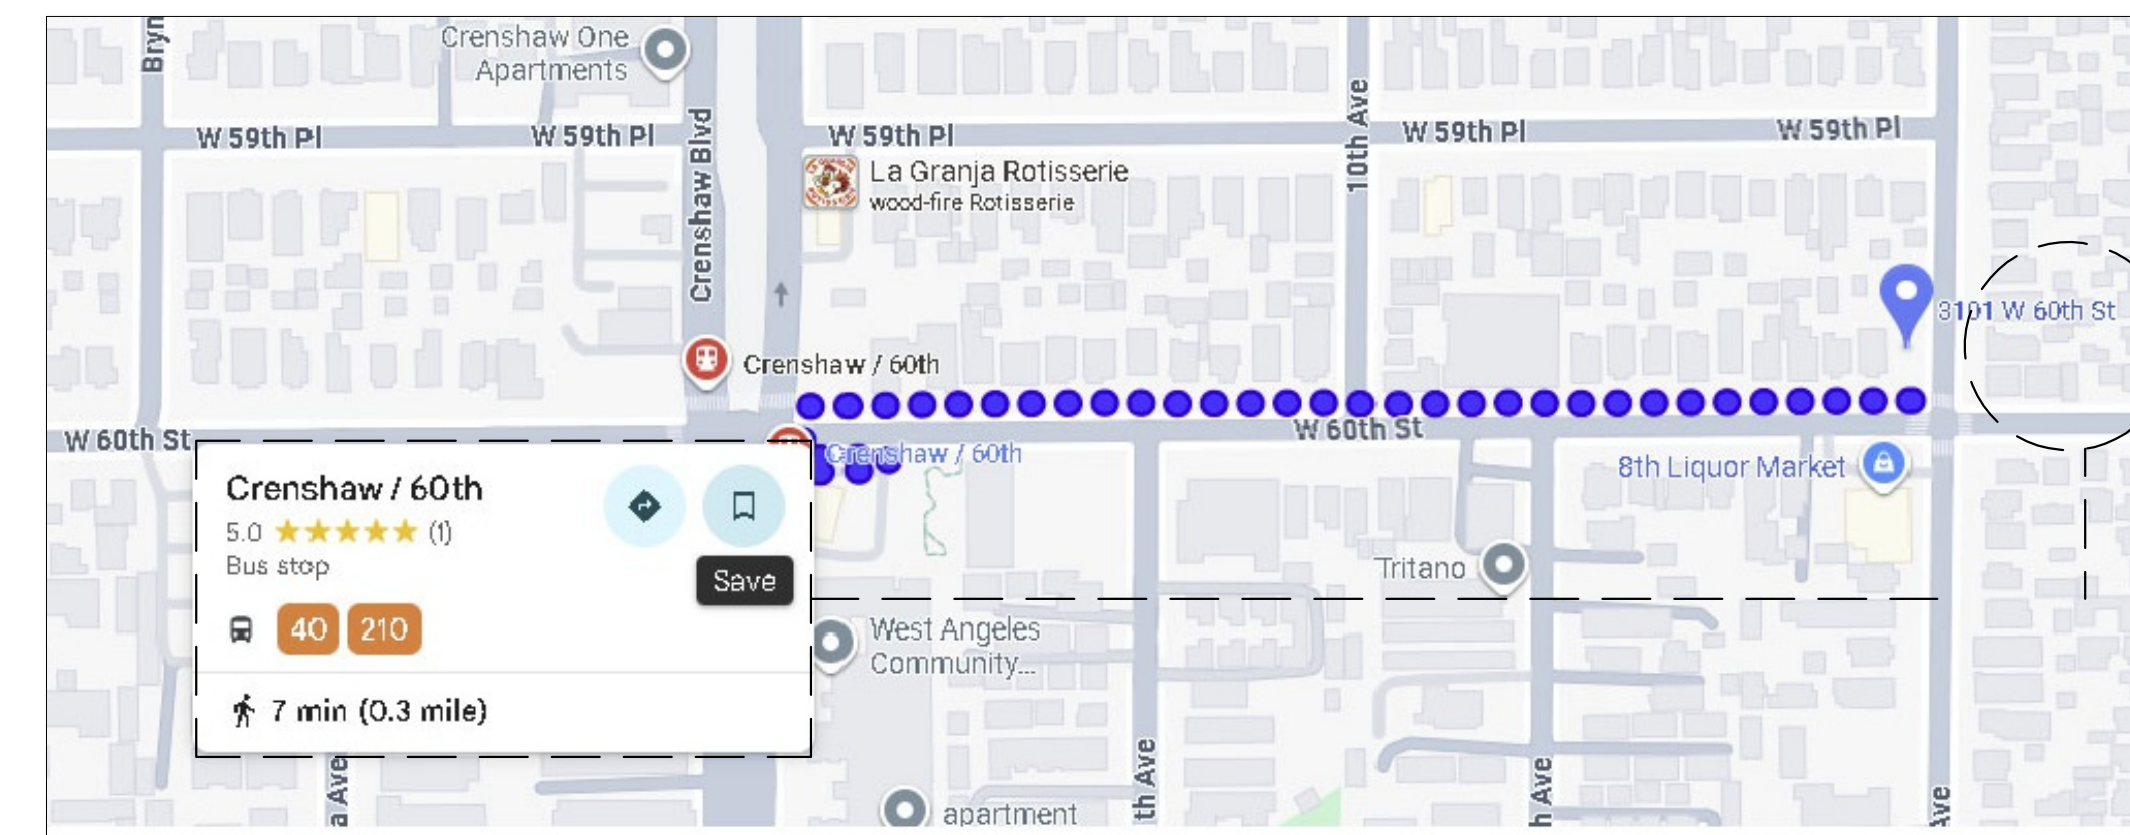 Bryn
Crenshaw One
Apartments
Crenshaw Blvd
10th Ave
W 59th Pl
W 59th Pl
W 59th Pl
W 59th Pl
W 59th Pl
La Granja Rotisserie
wood-fire Rotisserie
3101 W 60th St
Crenshaw / 60th
W 60th St
W 60th St
Crenshaw / 60th
8th Liquor Market
Crenshaw / 60th
5.0 ★★★★★ (1)
Bus stop
Save
40 210
7 min (0.3 mile)
Tritano
West Angeles
Community...
apartment
a Ave
th Ave
h Ave
Ave